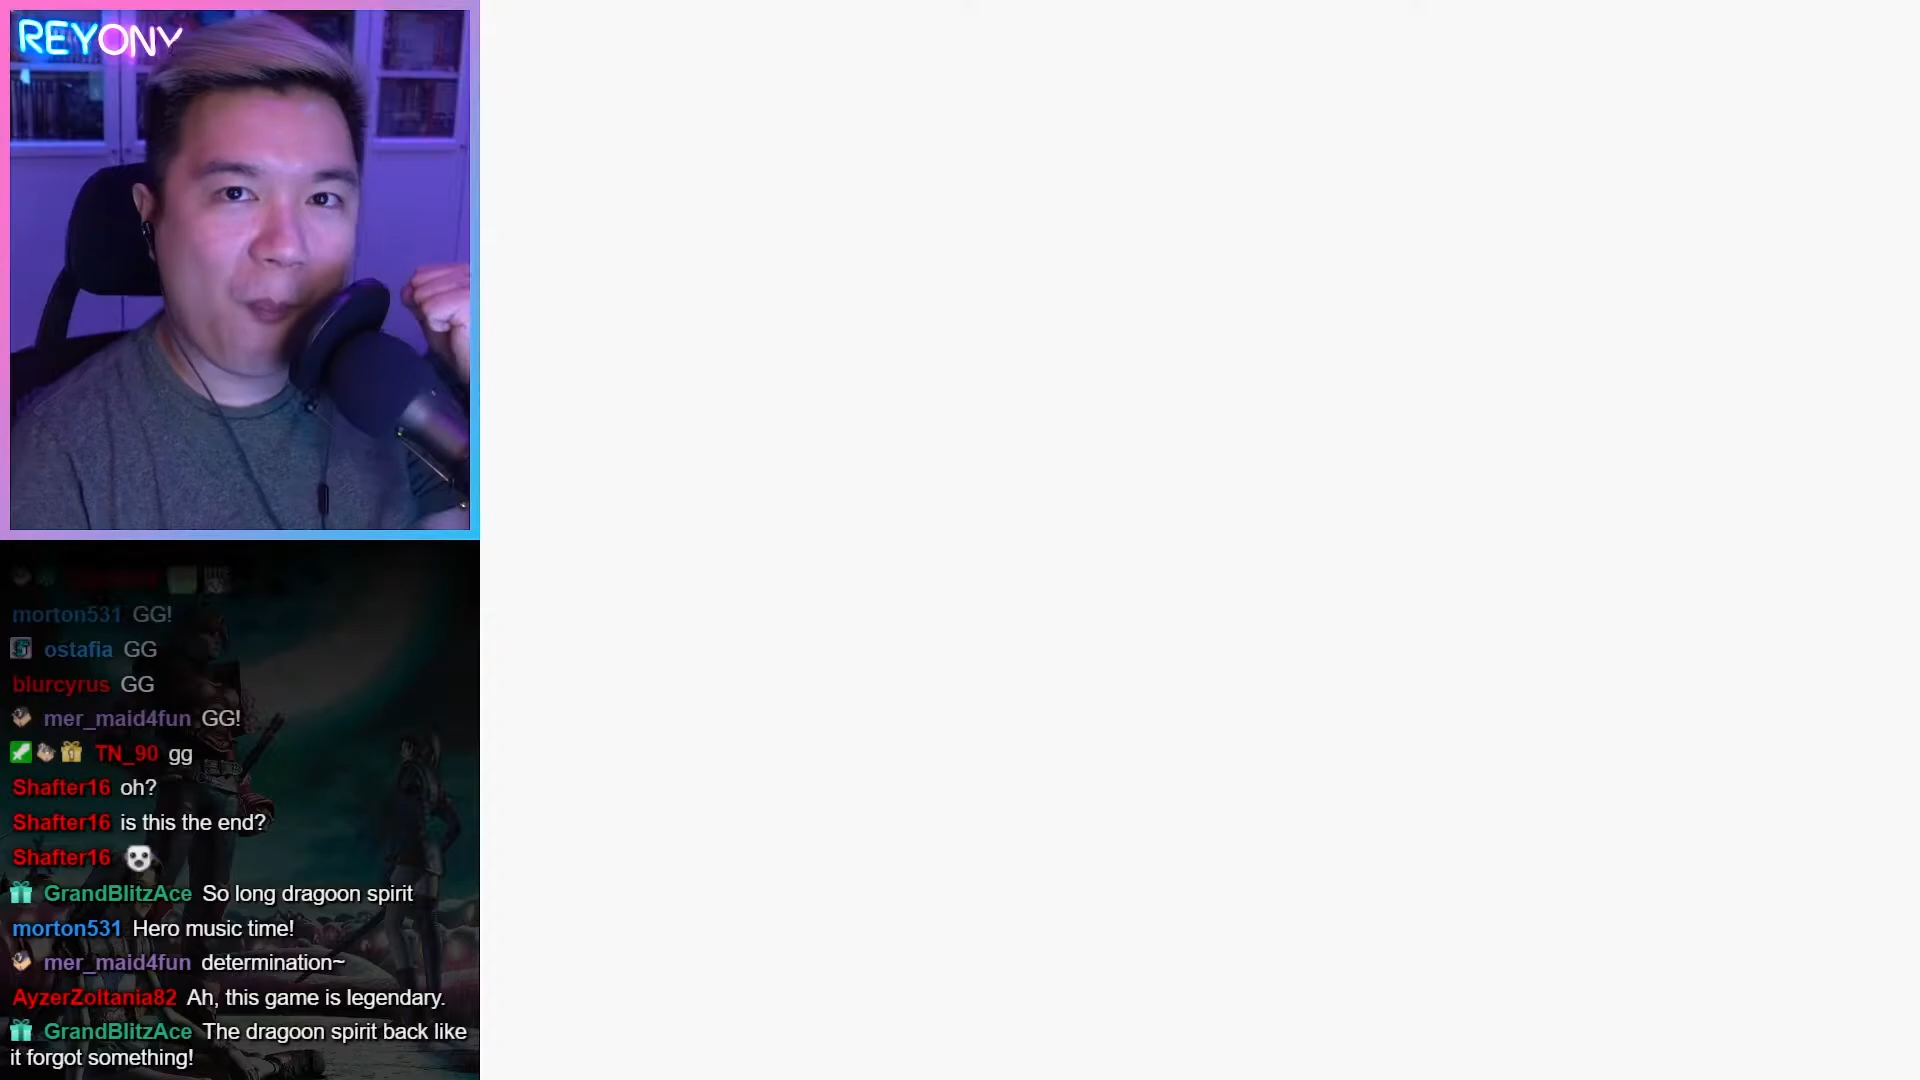 REYONY
morton531 GG!
ostafia GG
blurcyrus GG
mer_maid4fun GG!
TN_90 gg
Shafter16 oh?
Shafter16 is this the end?
Shafter16
GrandBlitzAce So long dragoon spirit
morton531 Hero music time!
mer_maid4fun determination~
AyzerZoltania82 Ah, this game is legendary.
GrandBlitzAce The dragoon spirit back like
it forgot something!